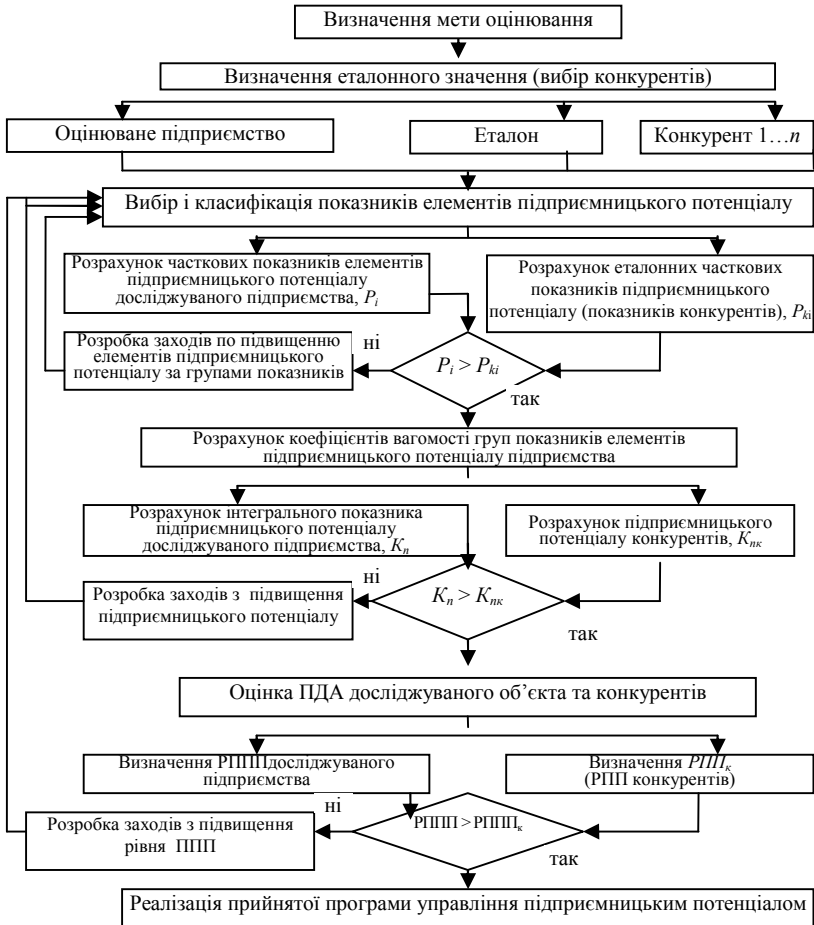 Визначення мети оцінювання
Визначення еталонного значення (вибір конкурентів)
Оцінюване підприємство
Еталон
Конкурент 1…n
Вибір і класифікація показників елементів підприємницького потенціалу
Розрахунок часткових показників елементів
підприємницького потенціалу
досліджуваного підприємства, Pi
Розрахунок еталонних часткових
показників підприємницького
потенціалу (показників конкурентів), Pki
Розробка заходів по підвищенню
елементів підприємницького
потенціалу за групами показників
ні
Pi > Pki
так
Розрахунок коефіцієнтів вагомості груп показників елементів
підприємницького потенціалу підприємства
Розрахунок інтегрального показника
підприємницького потенціалу
досліджуваного підприємства, Kп
Розрахунок підприємницького
потенціалу конкурентів, Kпк
Розробка заходів з підвищення
підприємницького потенціалу
ні
Kп > Kпк
так
Оцінка ПДА досліджуваного об’єкта та конкурентів
Визначення РПППдосліджуваного
підприємства
Визначення РПППк
(РПП конкурентів)
Розробка заходів з підвищення
рівня ППП
ні
РППП > РПППк
так
Реалізація прийнятої програми управління підприємницьким потенціалом